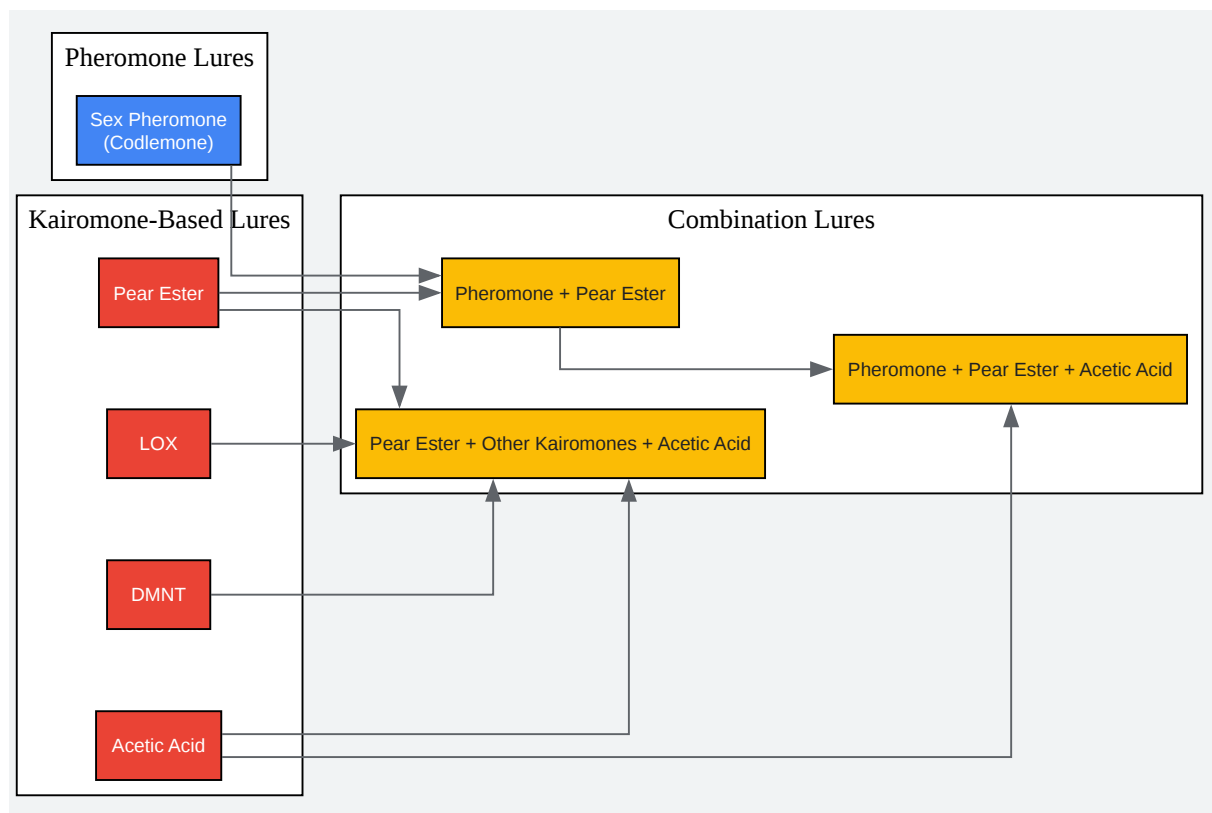 Pheromone Lures
Sex Pheromone
(Codlemone)
Kairomone-Based Lures
Pear Ester
LOX
DMNT
Acetic Acid
Combination Lures
Pheromone + Pear Ester
Pheromone + Pear Ester + Acetic Acid
Pear Ester + Other Kairomones + Acetic Acid